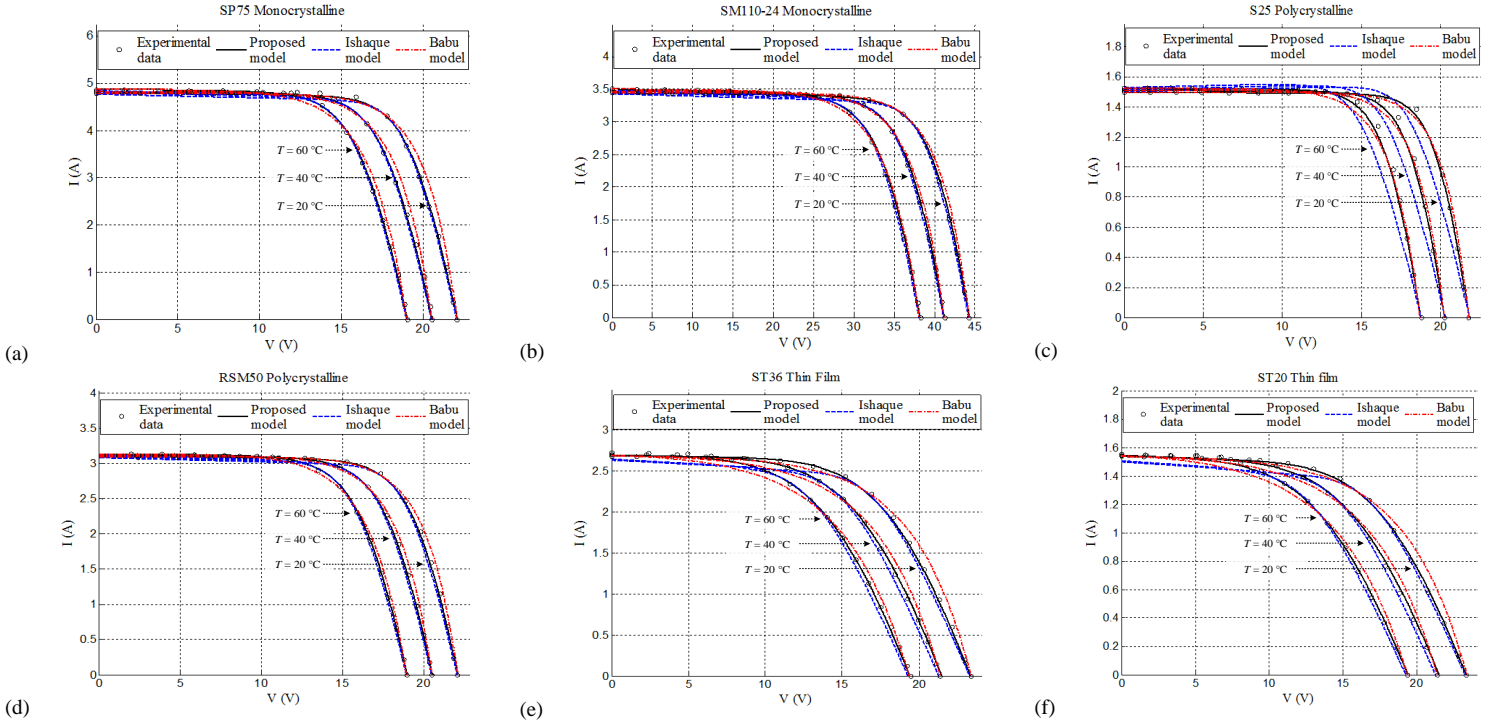 SP75 Monocrystalline
Experimental data Proposed model Ishaque model Babu model
I (A)
6
5
4
3
2
1
0
T = 60 °C
T = 40 °C
T = 20 °C
0 5 10 15 20
V (V)
(a)
SM110-24 Monocrystalline
Experimental data Proposed model Ishaque model Babu model
I (A)
4
3.5
3
2.5
2
1.5
1
0.5
0
T = 60 °C
T = 40 °C
T = 20 °C
0 5 10 15 20 25 30 35 40 45
V (V)
(b)
S25 Polycrystalline
Experimental data Proposed model Ishaque model Babu model
I (A)
1.8
1.6
1.4
1.2
1
0.8
0.6
0.4
0.2
0
T = 60 °C
T = 40 °C
T = 20 °C
0 5 10 15 20
V (V)
(c)
RSM50 Polycrystalline
Experimental data Proposed model Ishaque model Babu model
I (A)
4
3.5
3
2.5
2
1.5
1
0.5
0
T = 60 °C
T = 40 °C
T = 20 °C
0 5 10 15 20
V (V)
(d)
ST36 Thin Film
Experimental data Proposed model Ishaque model Babu model
I (A)
3
2.5
2
1.5
1
0.5
0
T = 60 °C
T = 40 °C
T = 20 °C
0 5 10 15 20
V (V)
(e)
ST20 Thin film
Experimental data Proposed model Ishaque model Babu model
I (A)
2
1.8
1.6
1.4
1.2
1
0.8
0.6
0.4
0.2
0
T = 60 °C
T = 40 °C
T = 20 °C
0 5 10 15 20
V (V)
(f)